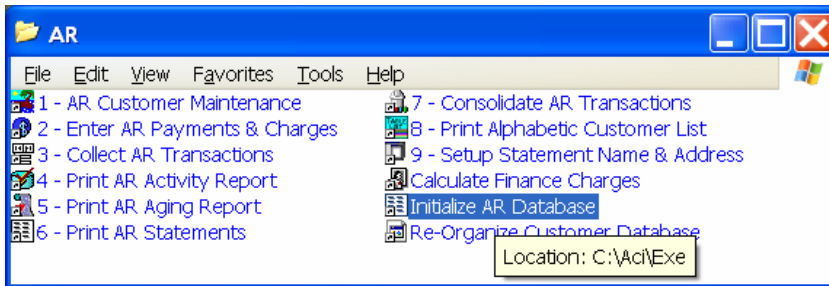 AR
File Edit View Favorites Tools Help
1 - AR Customer Maintenance
2 - Enter AR Payments & Charges
3 - Collect AR Transactions
4 - Print AR Activity Report
5 - Print AR Aging Report
6 - Print AR Statements
7 - Consolidate AR Transactions
8 - Print Alphabetic Customer List
9 - Setup Statement Name & Address
Calculate Finance Charges
Initialize AR Database
Re-Organize Customer Database
Location: C:\Aci\Exe